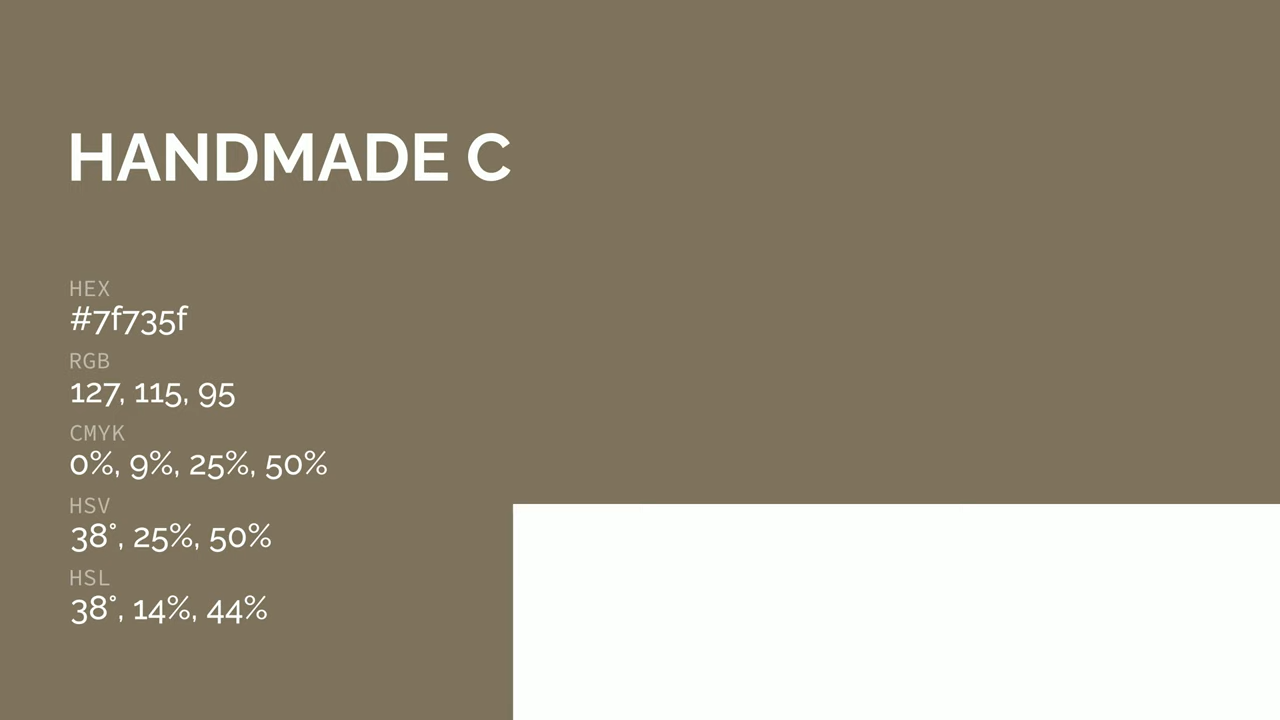 HANDMADE C
HEX
#7f735f
RGB
127, 115, 95
CMYK
0%, 9%, 25%, 50%
HSV
38°, 25%, 50%
HSL
38°, 14%, 44%